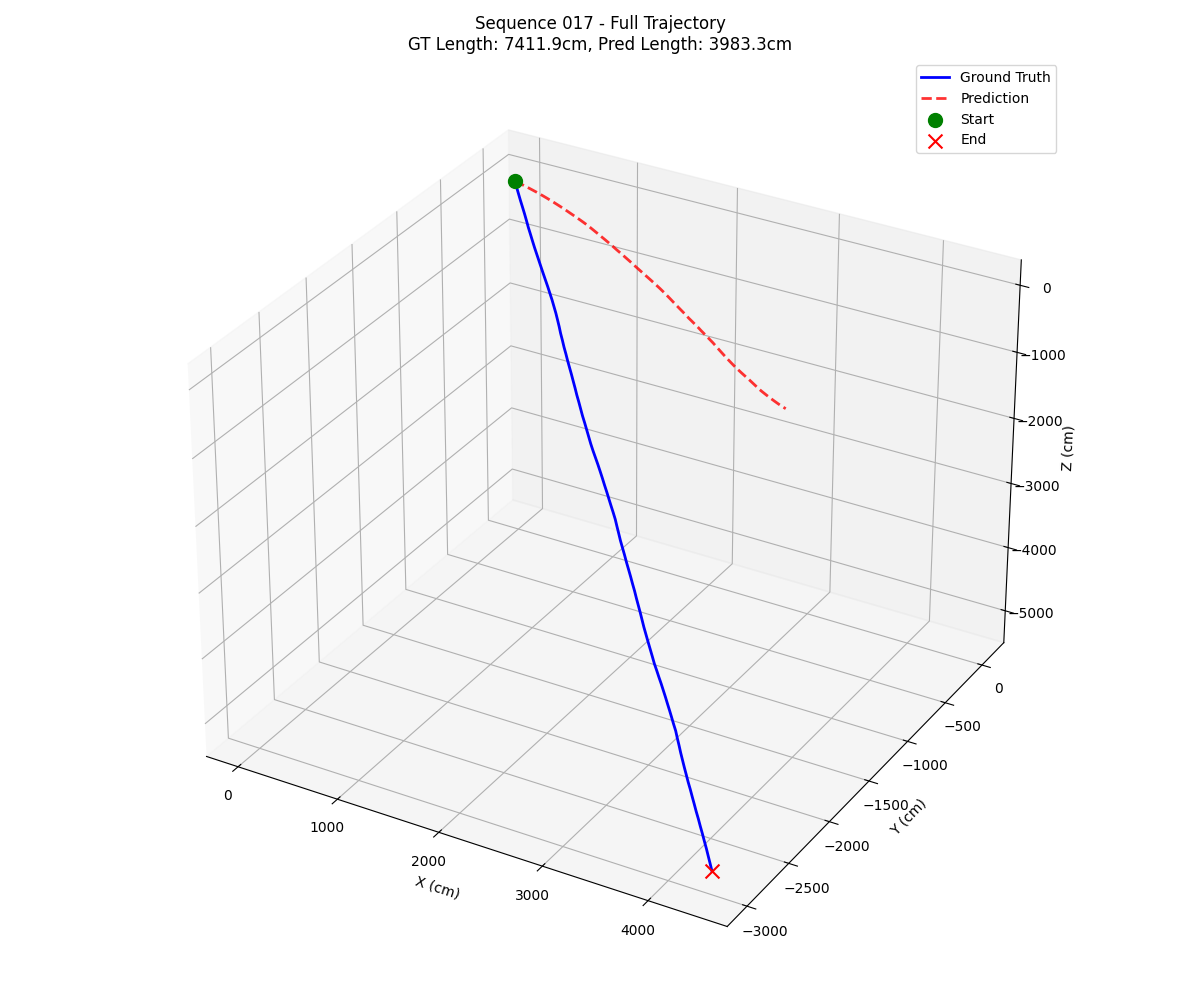 Sequence 017 - Full Trajectory
GT Length: 7411.9cm, Pred Length: 3983.3cm
Ground Truth
Prediction
Start
End
0
−1000
−2000
−3000
−4000
−5000
Z (cm)
0
−500
−1000
−1500
−2000
−2500
−3000
Y (cm)
0
1000
2000
3000
4000
X (cm)